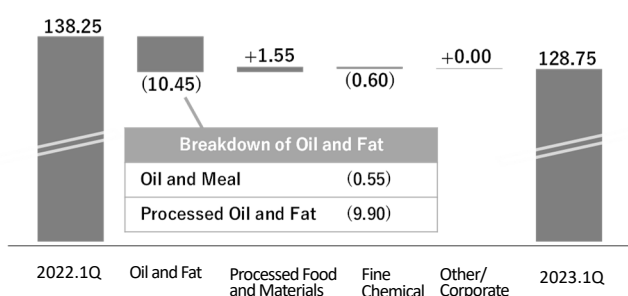 138.25
(10.45)
+1.55
(0.60)
+0.00
128.75
Breakdown of Oil and Fat
Oil and Meal (0.55)
Processed Oil and Fat (9.90)
2022.1Q
Oil and Fat
Processed Food
and Materials
Fine
Chemical
Other/
Corporate
2023.1Q